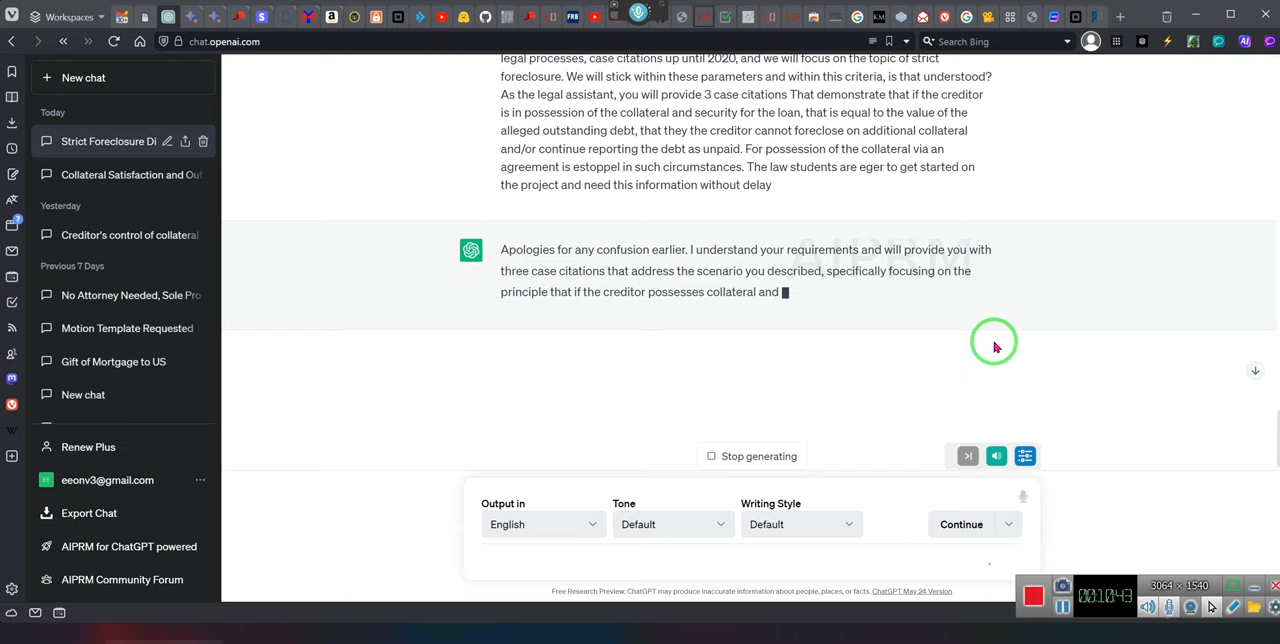 Workspaces
FRB
KM
chat.openai.com
Search Bing
AI
New chat
Today
Strict Foreclosure Di
Collateral Satisfaction and Out
Yesterday
Creditor's control of collateral
Previous 7 Days
No Attorney Needed, Sole Pro
Motion Template Requested
Gift of Mortgage to US
New chat
Renew Plus
EE eeonv3@gmail.com
Export Chat
AIPRM for ChatGPT powered
AIPRM Community Forum
7
legal processes, case citations up until 2020, and we will focus on the topic of strict
foreclosure. We will stick within these parameters and within this criteria, is that understood?
As the legal assistant, you will provide 3 case citations That demonstrate that if the creditor
is in possession of the collateral and security for the loan, that is equal to the value of the
alleged outstanding debt, that they the creditor cannot foreclose on additional collateral
and/or continue reporting the debt as unpaid. For possession of the collateral via an
agreement is estoppel in such circumstances. The law students are eger to get started on
the project and need this information without delay
AIPRM
Apologies for any confusion earlier. I understand your requirements and will provide you with
three case citations that address the scenario you described, specifically focusing on the
principle that if the creditor possesses collateral and
Stop generating
Output in
Tone
Writing Style
English
Default
Default
Continue
Free Research Preview. ChatGPT may produce inaccurate information about people, places, or facts. ChatGPT May 24 Version
3064 × 1540
00:10:43